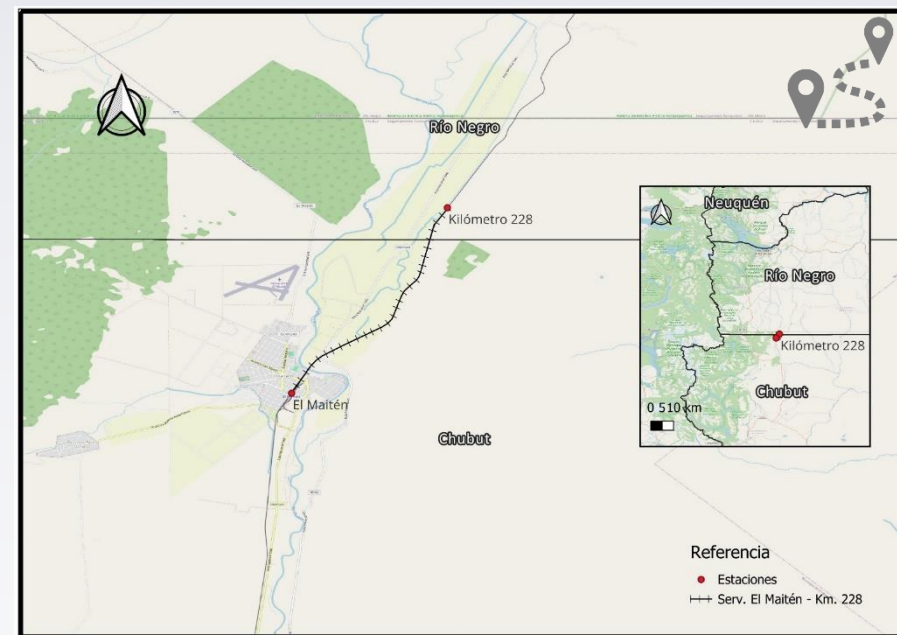 Río Negro
Kilómetro 228
El Maitén
Chubut
Neuquén
Río Negro
Kilómetro 228
Chubut
0 510 km
Referencia
Estaciones
Serv. El Maitén - Km. 228